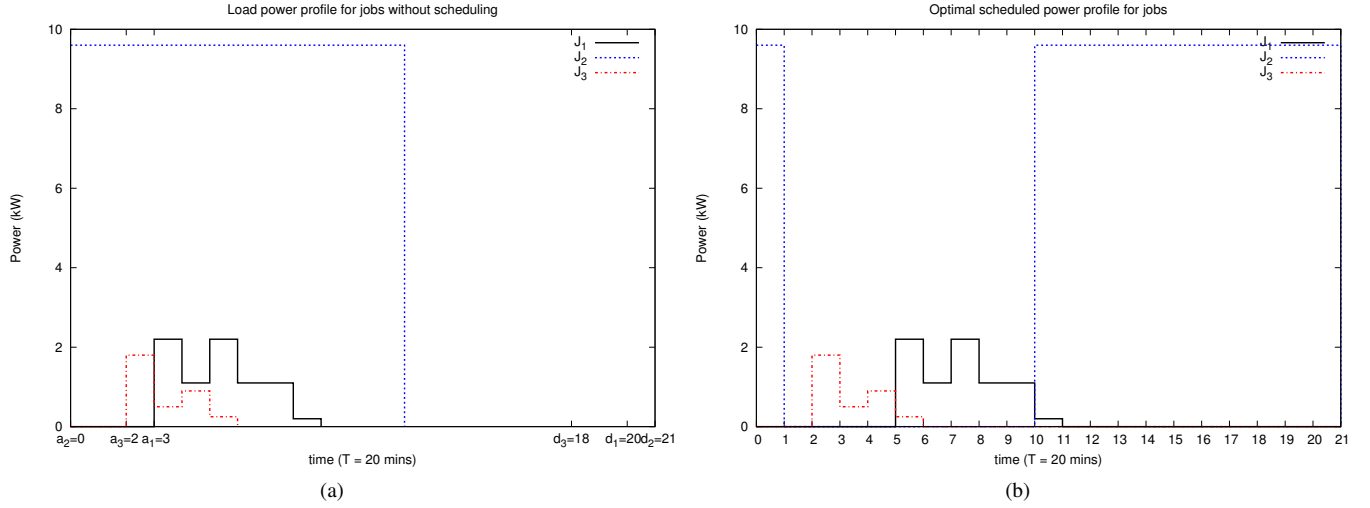 Load power profile for jobs without scheduling
10
8
6
4
2
0
Power (kW)
J1
J2
J3
a2=0
a3=2
a1=3
d3=18
d1=20
d2=21
time (T = 20 mins)
(a)
Optimal scheduled power profile for jobs
10
8
6
4
2
0
Power (kW)
J1
J2
J3
0 1 2 3 4 5 6 7 8 9 10 11 12 13 14 15 16 17 18 19 20 21
time (T = 20 mins)
(b)